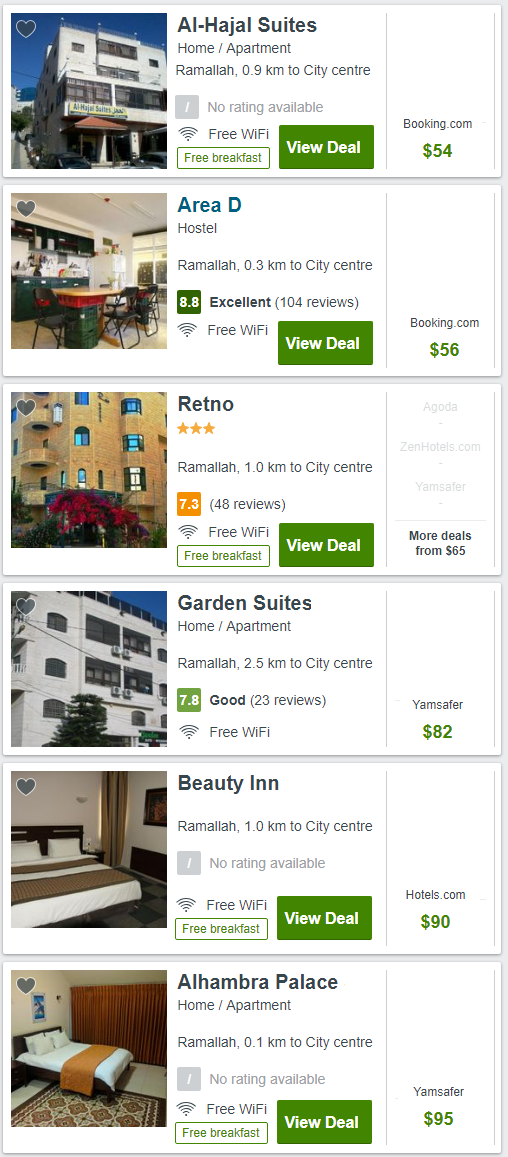 Al-Hajal Suites
Home / Apartment
Ramallah, 0.9 km to City centre
/ No rating available
Free WiFi
Free breakfast
View Deal
Booking.com
$54
Al-Hajal Suites Inn
Area D
Hostel
Ramallah, 0.3 km to City centre
8.8 Excellent (104 reviews)
Free WiFi
View Deal
Booking.com
$56
Retno
Ramallah, 1.0 km to City centre
7.3 (48 reviews)
Free WiFi
Free breakfast
View Deal
Agoda
-
ZenHotels.com
-
Yamsafer
-
More deals
from $65
Garden Suites
Home / Apartment
Ramallah, 2.5 km to City centre
7.8 Good (23 reviews)
Free WiFi
Yamsafer
$82
Beauty Inn
Ramallah, 1.0 km to City centre
/ No rating available
Free WiFi
Free breakfast
View Deal
Hotels.com
$90
Alhambra Palace
Home / Apartment
Ramallah, 0.1 km to City centre
/ No rating available
Free WiFi
Free breakfast
View Deal
Yamsafer
$95